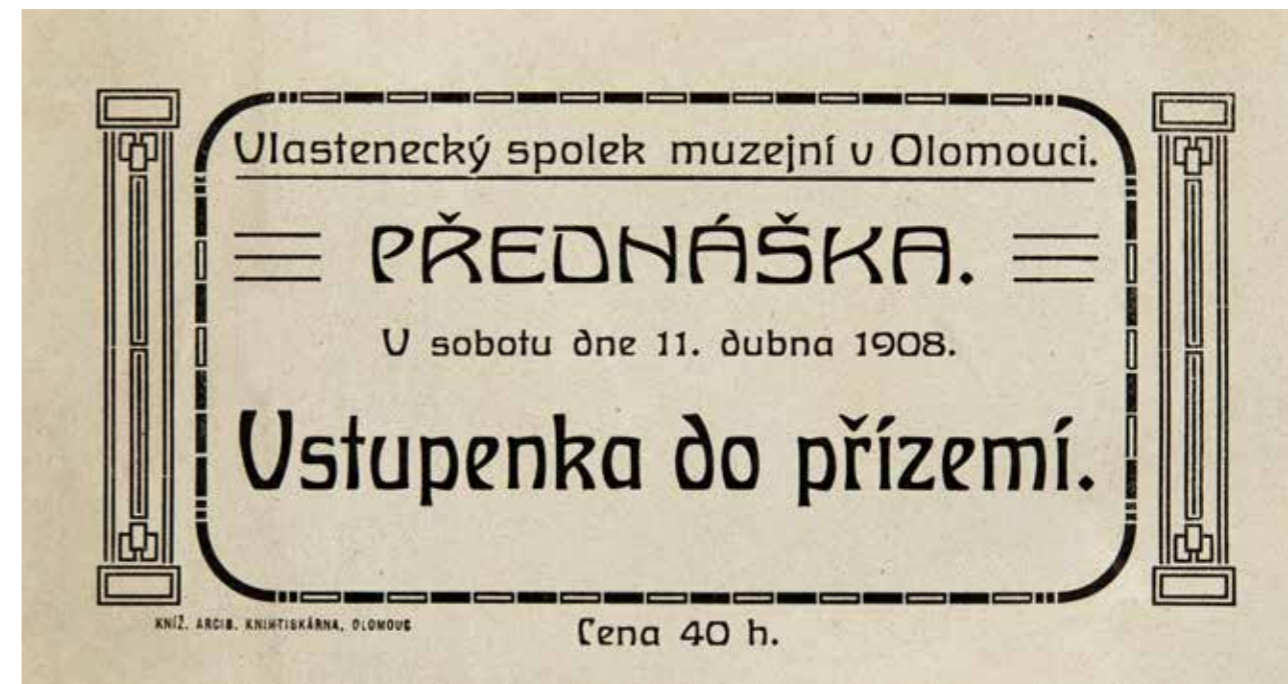 Vlastenecký spolek muzejní v Olomouci.
PŘEDNÁŠKA.
V sobotu dne 11. dubna 1908.
Vstupenka do přízemí.
KNÍŽ. ARCIB. KNIHTISKÁRNA, OLOMOUC
Cena 40 h.